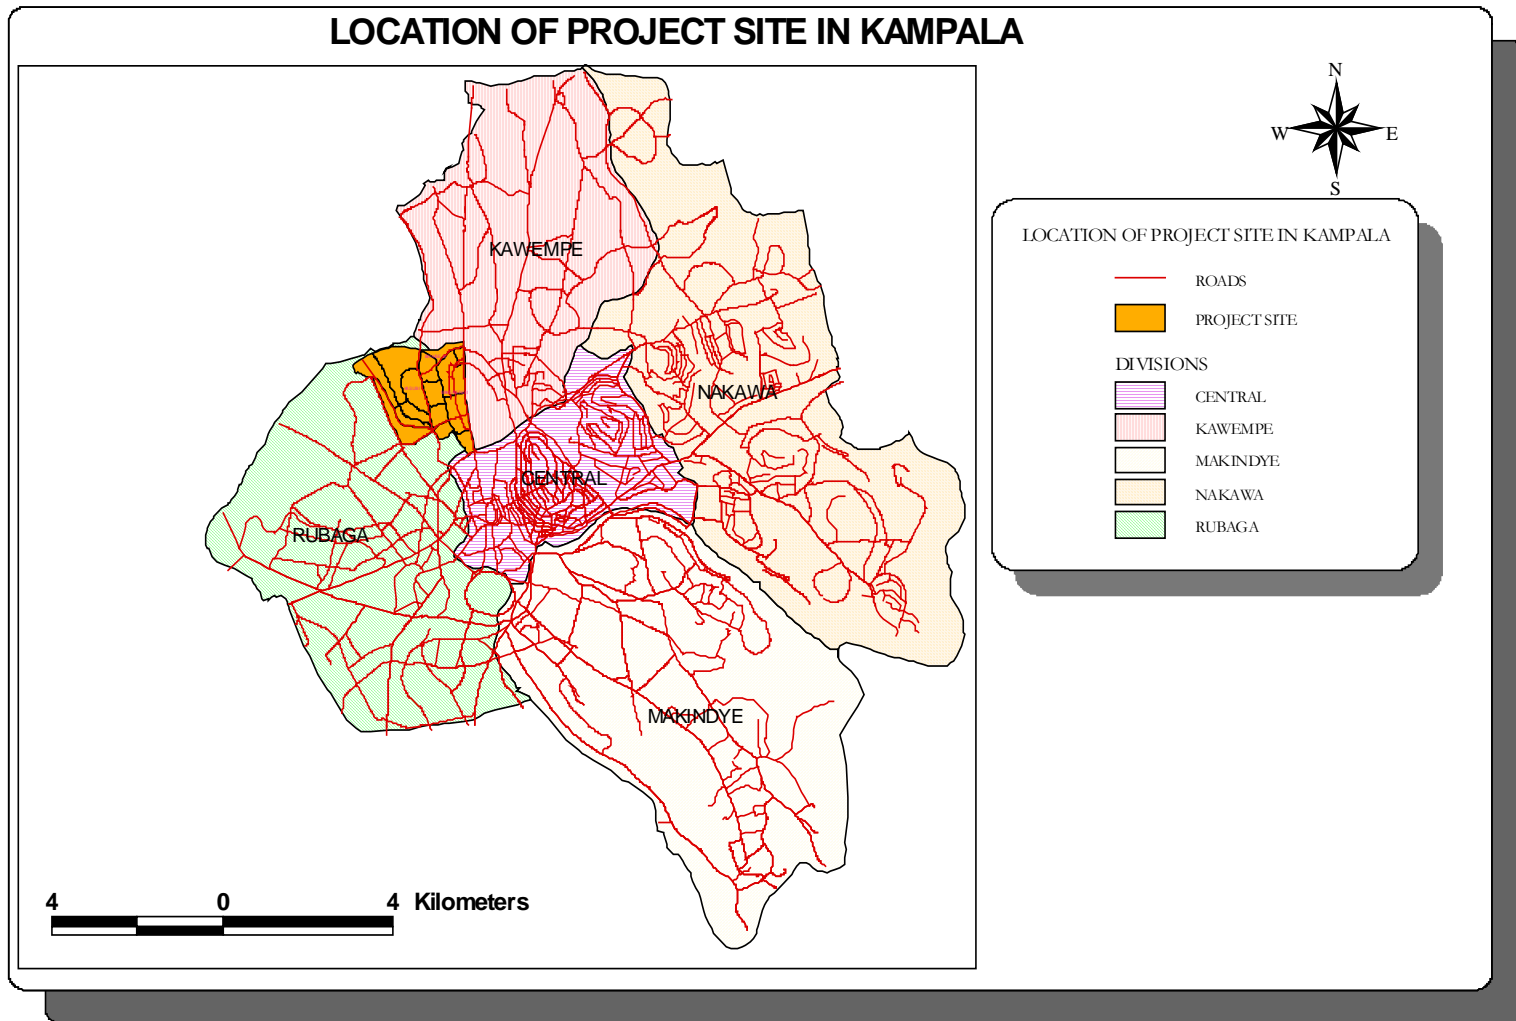 LOCATION OF PROJECT SITE IN KAMPALA
N
W E
S
LOCATION OF PROJECT SITE IN KAMPALA
ROADS
PROJECT SITE
DIVISIONS
CENTRAL
KAWEMPE
MAKINDYE
NAKAWA
RUBAGA
KAWEMPE
NAKAWA
CENTRAL
RUBAGA
MAKINDYE
4 0 4 Kilometers